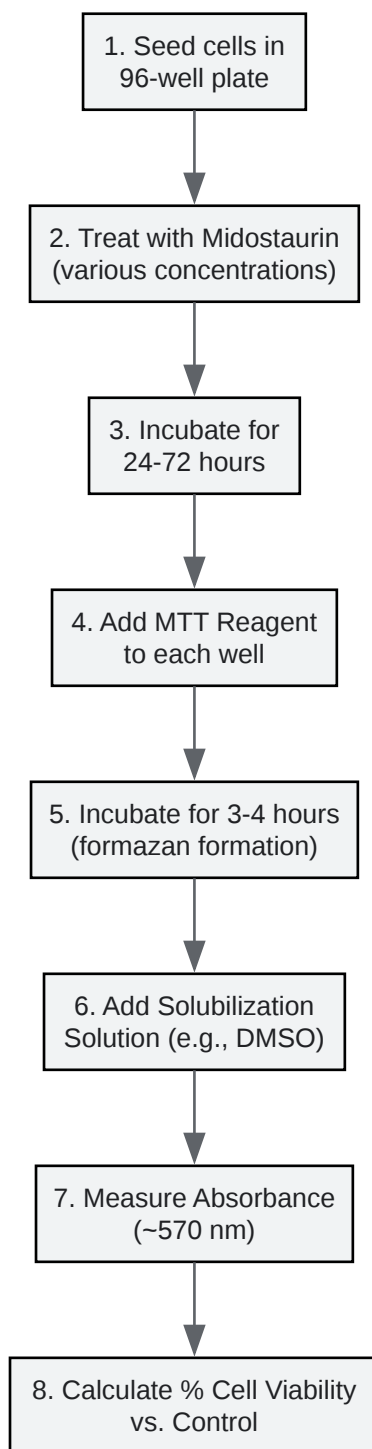 1. Seed cells in
96-well plate
2. Treat with Midostaurin
(various concentrations)
3. Incubate for
24-72 hours
4. Add MTT Reagent
to each well
5. Incubate for 3-4 hours
(formazan formation)
6. Add Solubilization
Solution (e.g., DMSO)
7. Measure Absorbance
(~570 nm)
8. Calculate % Cell Viability
vs. Control